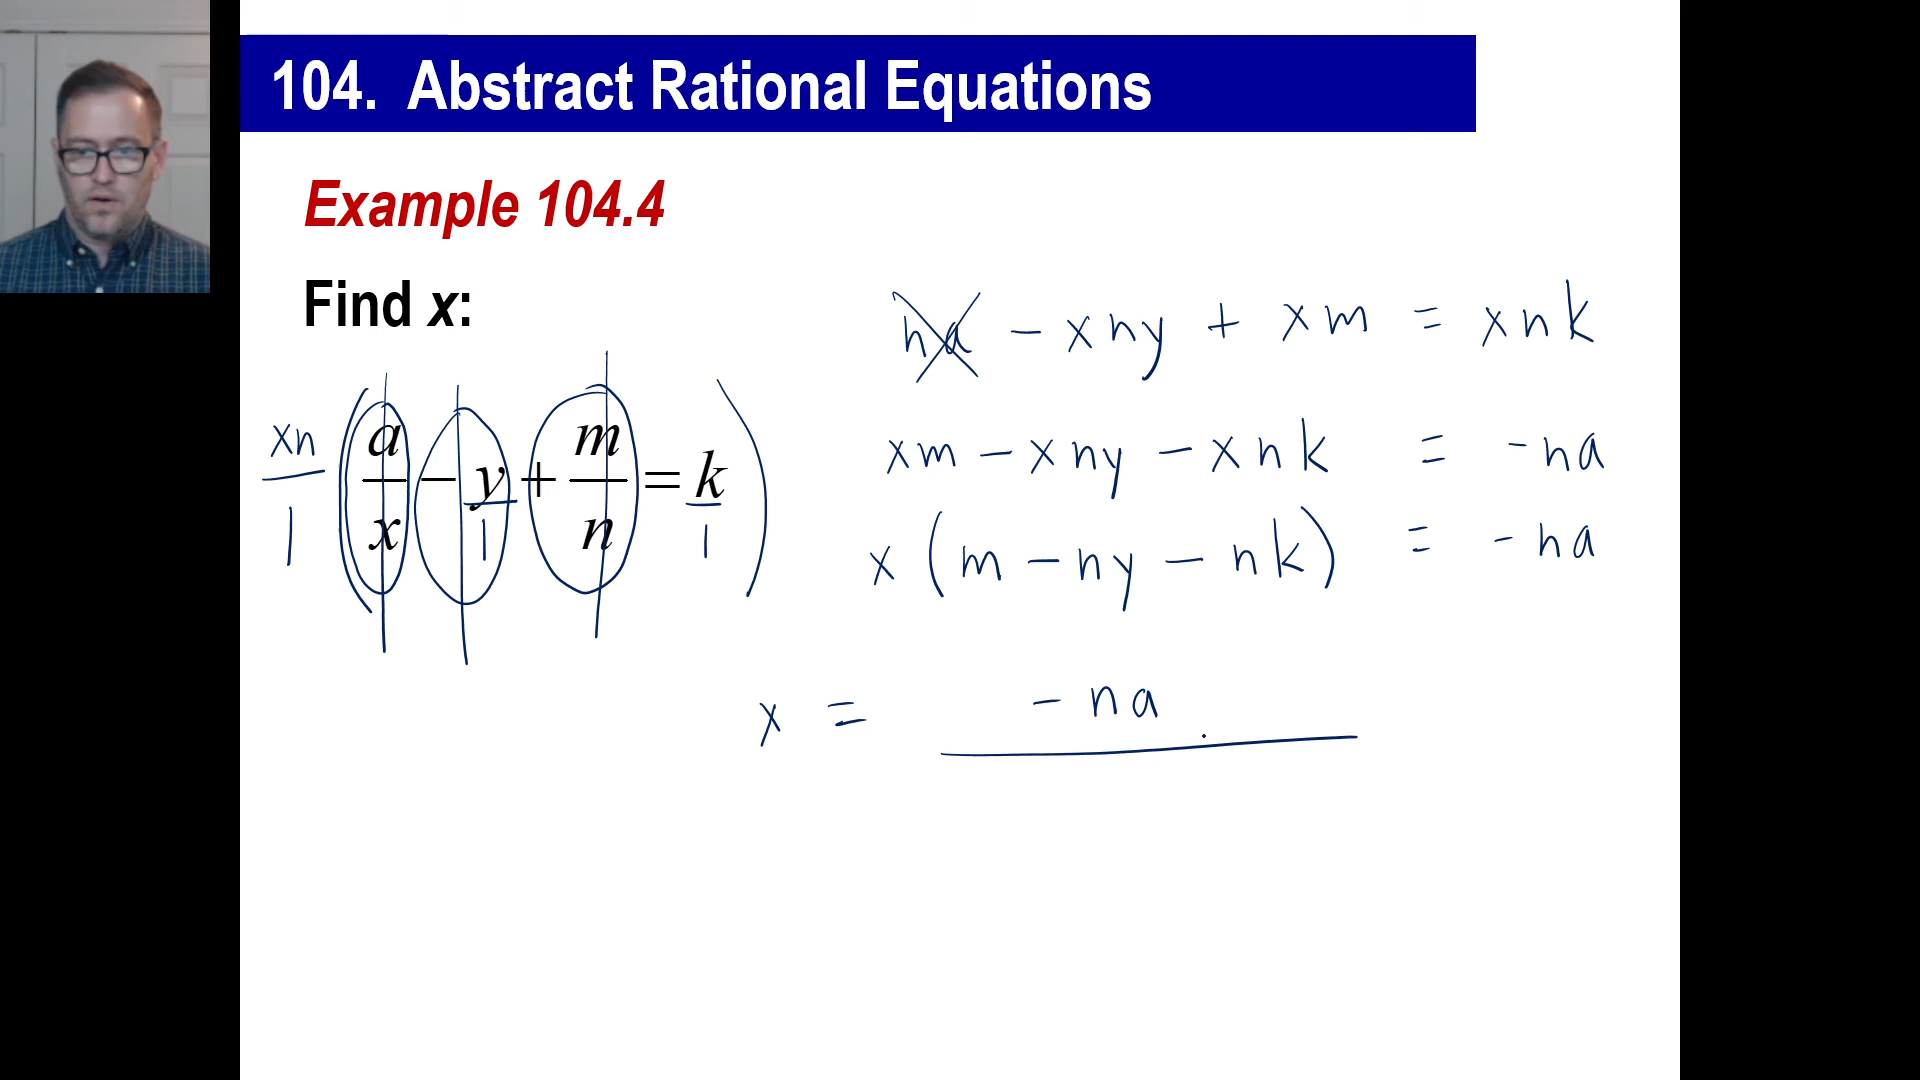 104. Abstract Rational Equations
Example 104.4
Find x:
xn/1 ( a/x − y/1 + m/n = k/1 )
na − xny + xm = xnk
xm − xny − xnk = -na
x (m − ny − nk) = -na
x = -na